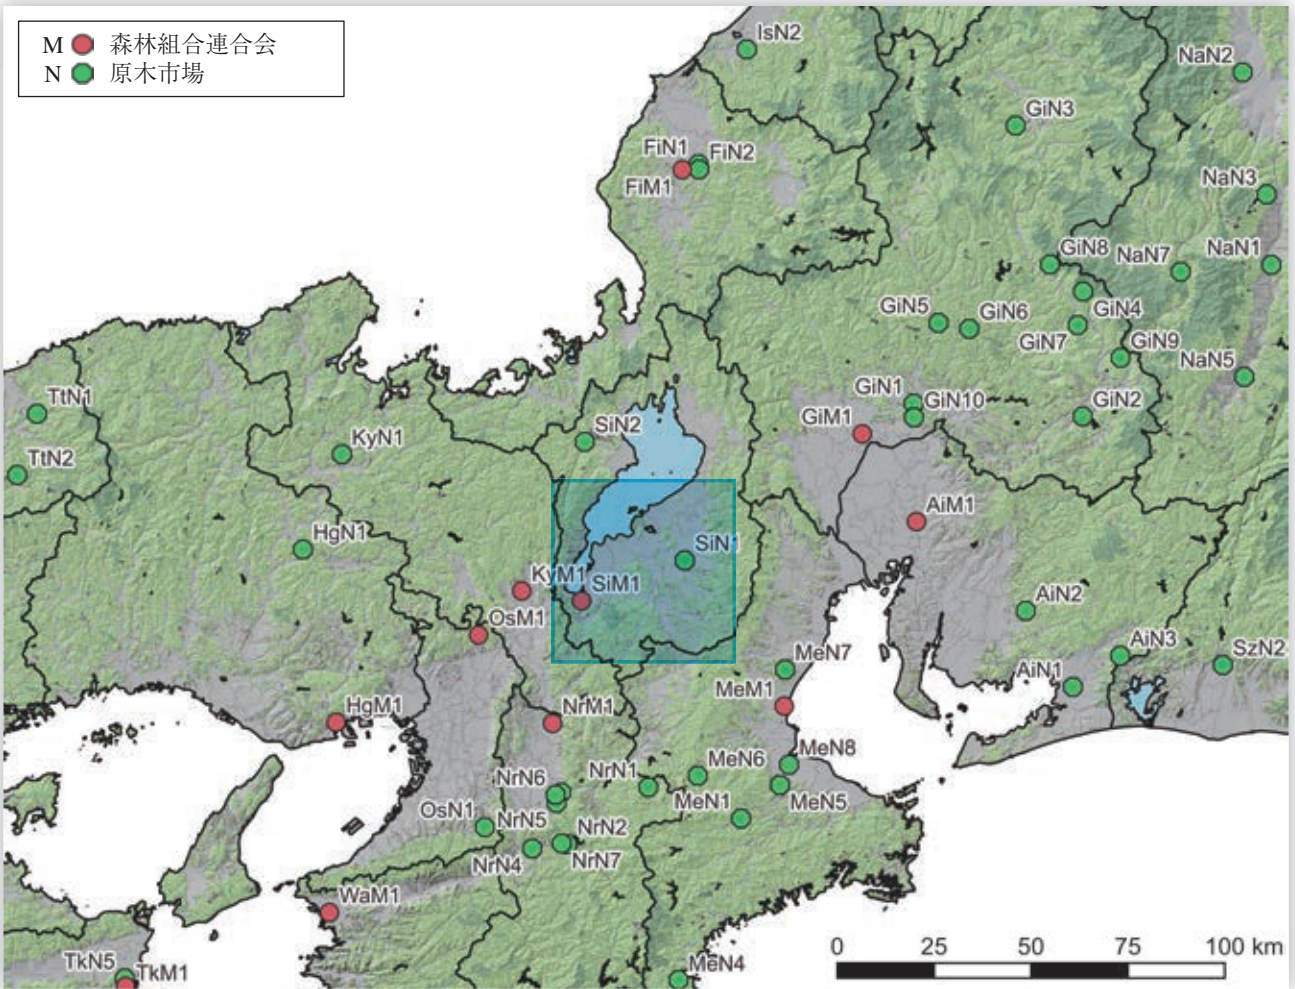 M 森林組合連合会
N 原木市場
IsN2
NaN2
GiN3
FiN1
FiN2
FiM1
NaN3
GiN8
NaN7
NaN1
GiN5
GiN6
GiN4
GiN7
GiN9
NaN5
TtN1
GiN1
GiN10
GiN2
GiM1
SiN2
KyN1
TtN2
AiM1
HgN1
SiN1
KyM1
SiM1
AiN2
OsM1
AiN3
SzN2
MeN7
AiN1
MeM1
HgM1
NrM1
MeN8
NrN6
NrN1
MeN6
MeN1
MeN5
OsN1
NrN5
NrN2
NrN4
NrN7
WaM1
TkN5
TkM1
MeN4
0 25 50 75 100 km